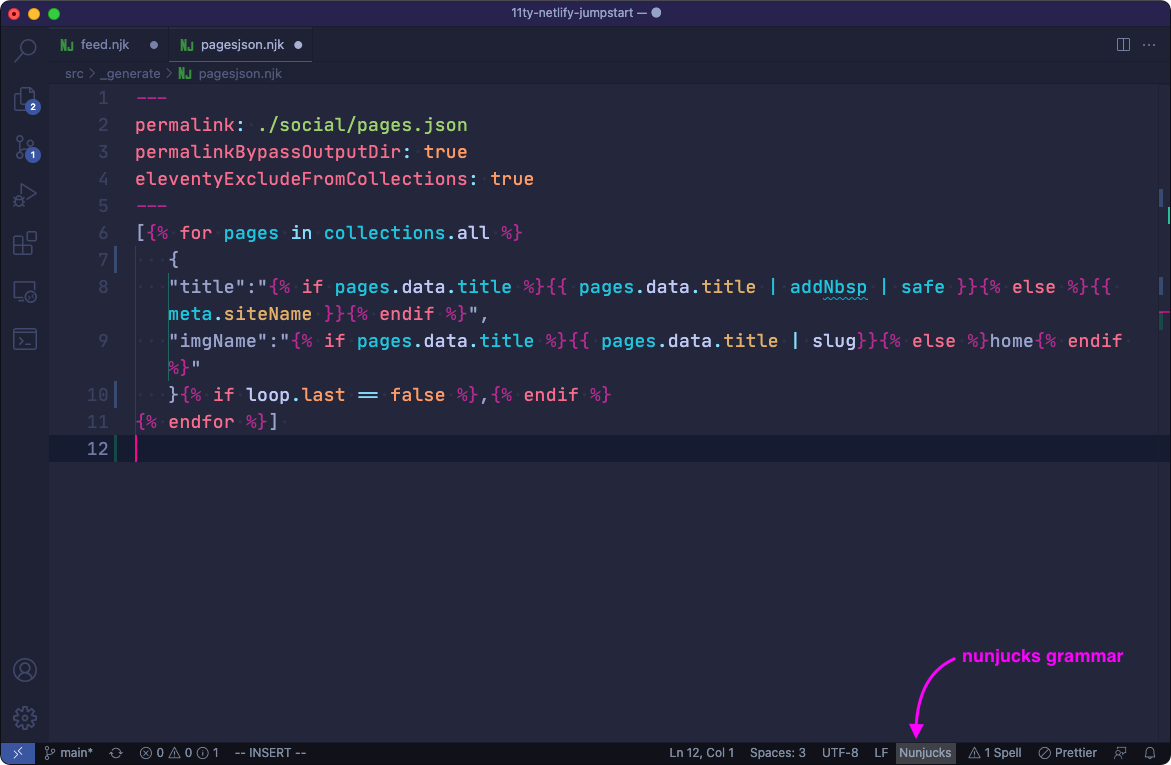 11ty-netlify-jumpstart — ●
NJ feed.njk ● NJ pagesjson.njk ● ···
src > _generate > NJ pagesjson.njk
1 ---
2 permalink: ./social/pages.json
3 permalinkBypassOutputDir: true
4 eleventyExcludeFromCollections: true
5 ---
6 [{% for pages in collections.all %}
7 {
8 "title":"{% if pages.data.title %}{{ pages.data.title | addNbsp | safe }}{% else %}{{
meta.siteName }}{% endif %}",
9 "imgName":"{% if pages.data.title %}{{ pages.data.title | slug}}{% else %}home{% endif
%}"
10 }{% if loop.last == false %},{% endif %}
11 {% endfor %}]
12
2
1
nunjucks grammar
main* 0 0 1 -- INSERT -- Ln 12, Col 1 Spaces: 3 UTF-8 LF Nunjucks 1 Spell Prettier